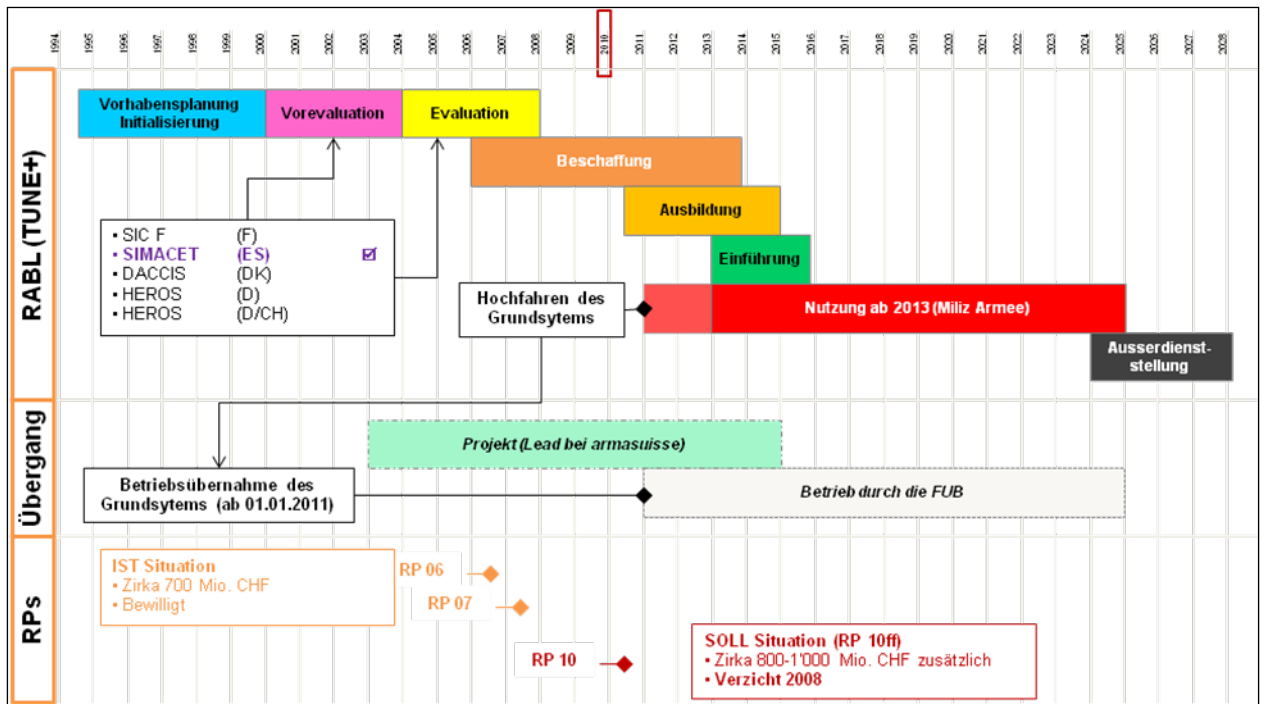 1994 1995 1996 1997 1998 1999 2000 2001 2002 2003 2004 2005 2006 2007 2008 2009 2010 2011 2012 2013 2014 2015 2016 2017 2018 2019 2020 2021 2022 2023 2024 2025 2026 2027 2028
RABL (TUNE+)
Vorhabensplanung
Initialisierung
Vorevaluation
Evaluation
Beschaffung
Ausbildung
Einführung
▪ SIC F (F)
▪ SIMACET (ES) ☑
▪ DACCIS (DK)
▪ HEROS (D)
▪ HEROS (D/CH)
Hochfahren des
Grundsytems
Nutzung ab 2013 (Miliz Armee)
Ausserdienst-
stellung
Übergang
Projekt (Lead bei armasuisse)
Betriebsübernahme des
Grundsytems (ab 01.01.2011)
Betrieb durch die FUB
RPs
IST Situation
▪ Zirka 700 Mio. CHF
▪ Bewilligt
RP 06
RP 07
RP 10
SOLL Situation (RP 10ff)
▪ Zirka 800-1'000 Mio. CHF zusätzlich
▪ Verzicht 2008